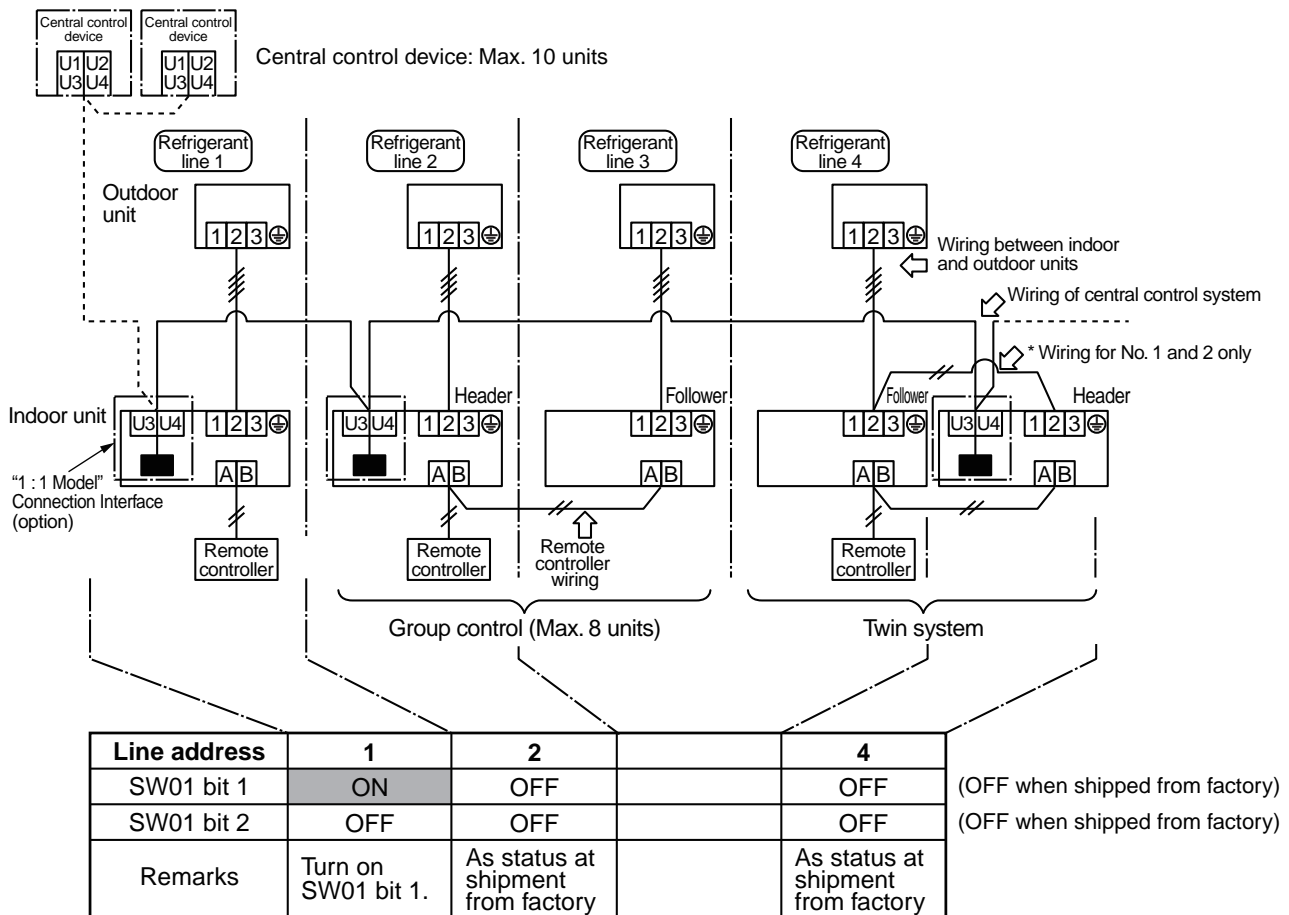 Central control
device
U1 U2
U3 U4
Central control
device
U1 U2
U3 U4
Central control device: Max. 10 units
Refrigerant
line 1
Refrigerant
line 2
Refrigerant
line 3
Refrigerant
line 4
Outdoor
unit
1 2 3
1 2 3
1 2 3
1 2 3
Wiring between indoor
and outdoor units
Wiring of central control system
* Wiring for No. 1 and 2 only
Indoor unit
Header
Follower
Follower
Header
U3 U4 1 2 3
U3 U4 1 2 3
1 2 3
1 2 3
U3 U4 1 2 3
A B
A B
A B
A B
A B
"1 : 1 Model"
Connection Interface
(option)
Remote
controller
Remote
controller
Remote
controller
wiring
Remote
controller
Group control (Max. 8 units)
Twin system
Line address 1 2 4
SW01 bit 1 ON OFF OFF (OFF when shipped from factory)
SW01 bit 2 OFF OFF OFF (OFF when shipped from factory)
Remarks
Turn on
SW01 bit 1.
As status at
shipment
from factory
As status at
shipment
from factory